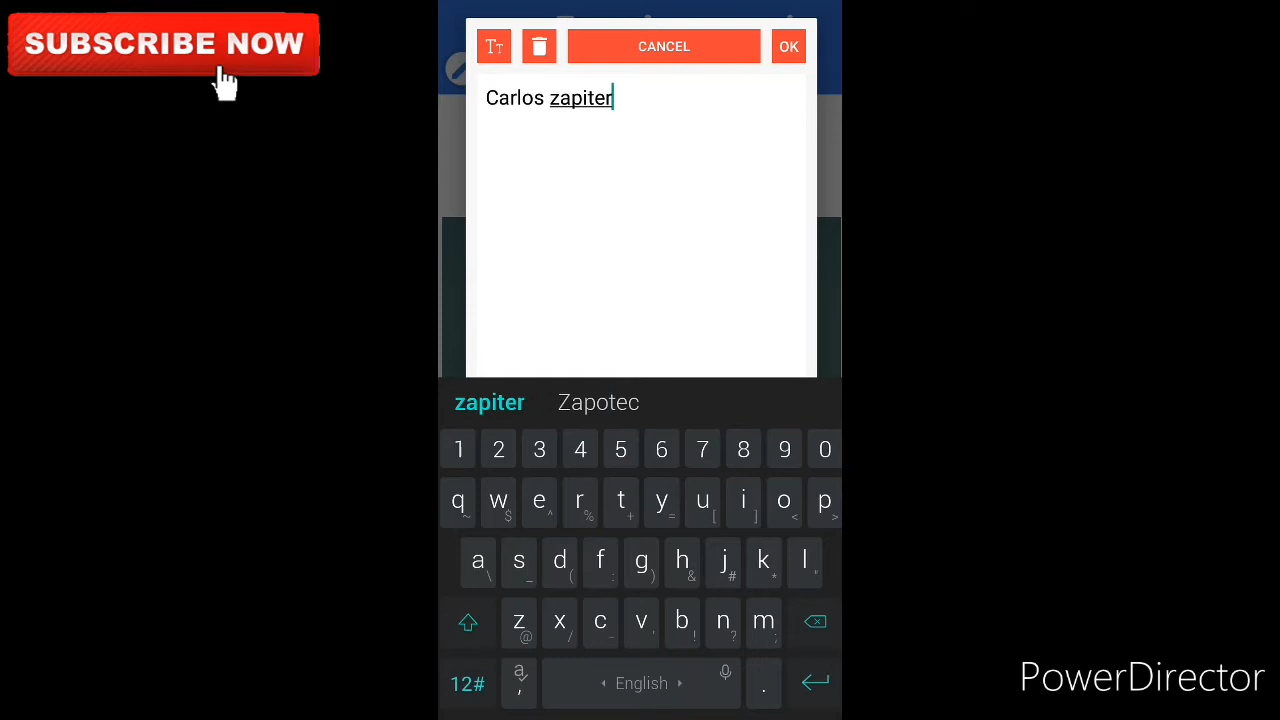 SUBSCRIBE NOW
TT
CANCEL
OK
Carlos zapiter
zapiter Zapotec
1 2 3 4 5 6 7 8 9 0
q w e r t y u i o p
~ $ ^ % + = [ ] < >
a s d f g h j k l
\ _ ( : ) & # * "
z x c v b n m
@ / - ' ! ? ;
12# a , English .
PowerDirector